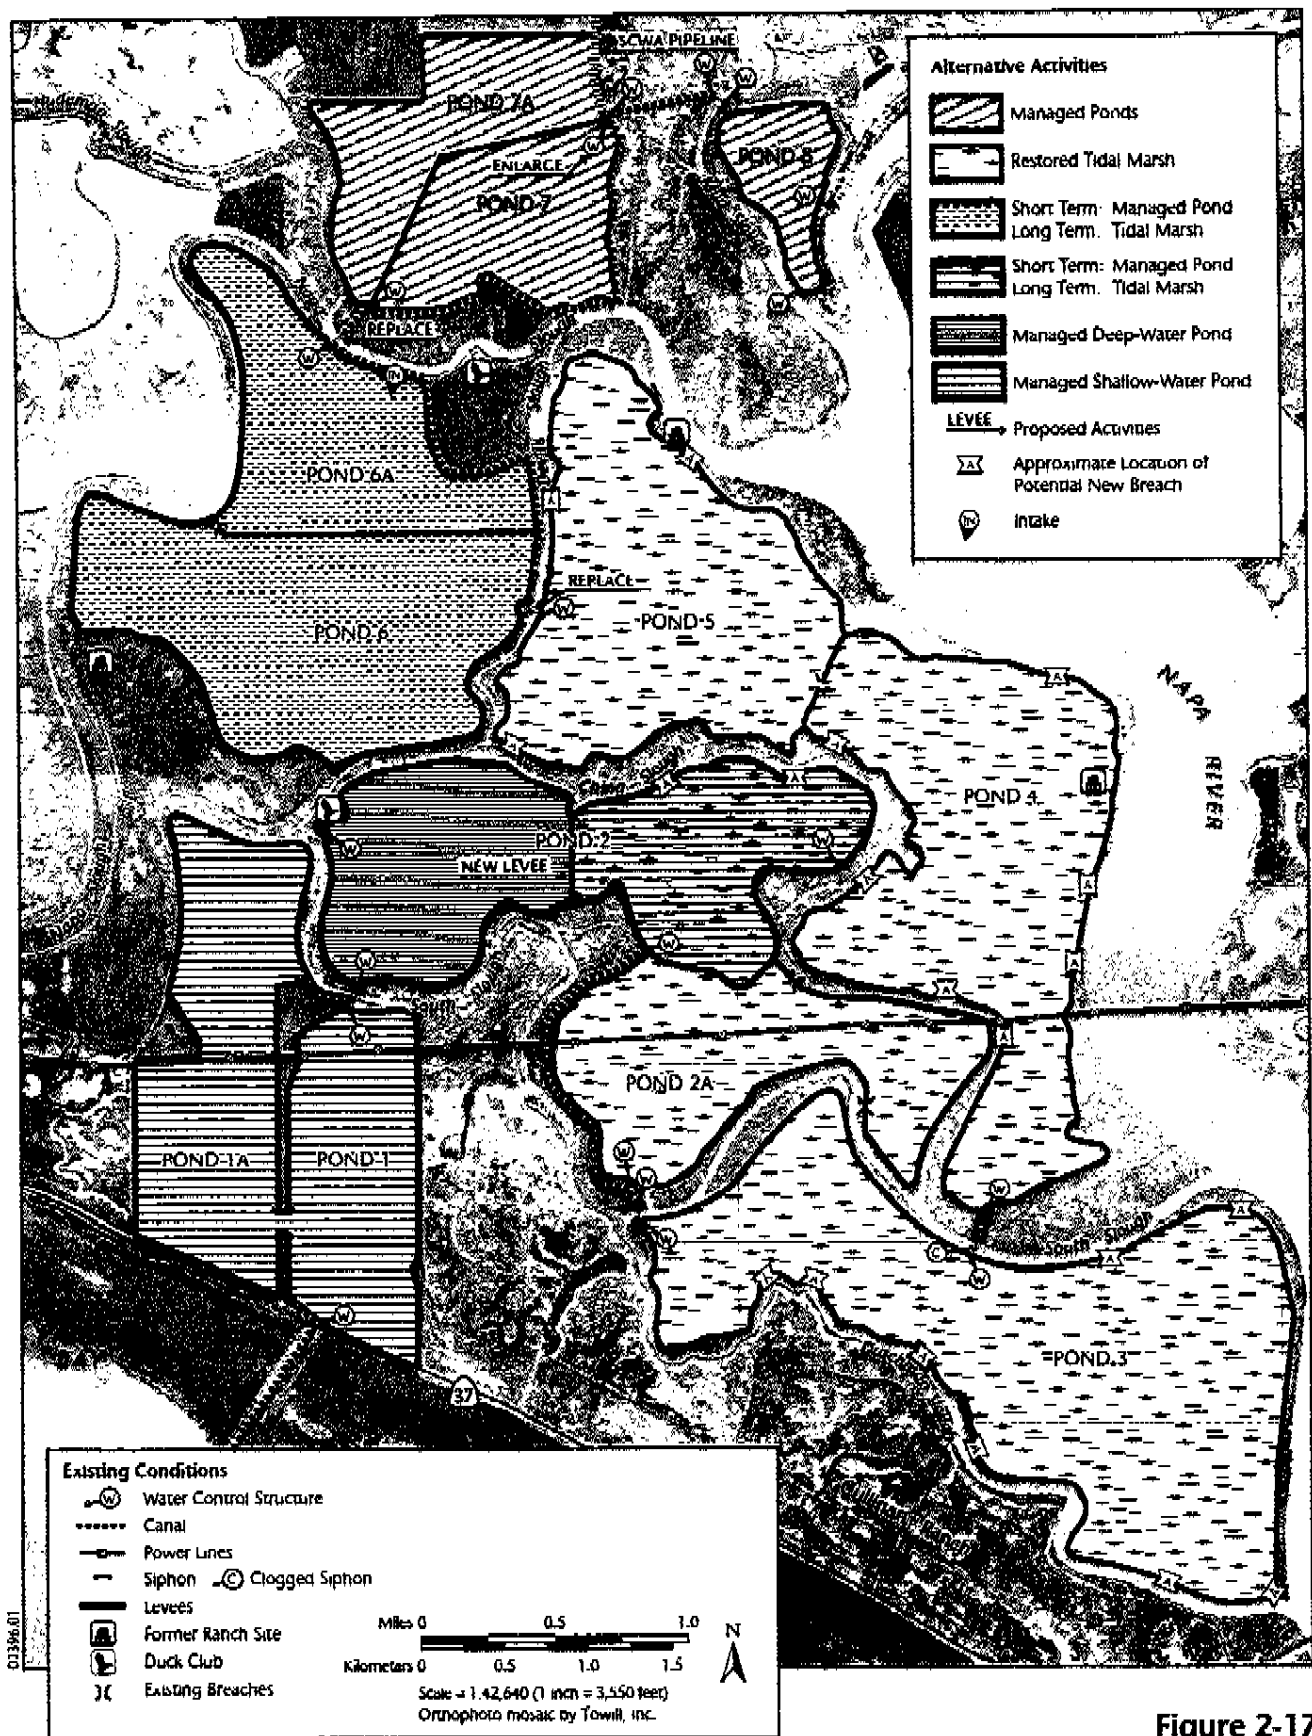 SCWA PIPELINE
POND 7A
POND 8
ENLARGE
POND 7
REPLACE
Alternative Activities
Managed Ponds
Restored Tidal Marsh
Short Term: Managed Pond
Long Term: Tidal Marsh
Short Term: Managed Pond
Long Term: Tidal Marsh
Managed Deep-Water Pond
Managed Shallow-Water Pond
LEVEE
Proposed Activities
A
Approximate Location of
Potential New Breach
IN
Intake
POND 6A
REPLACE
POND 6
POND 5
NAPA
RIVER
China
POND 4
POND 2
NEW LEVEE
POND 2A
POND 1A
POND 1
South Slough
POND 3
37
Existing Conditions
W
Water Control Structure
Canal
Power Lines
Siphon
C
Clogged Siphon
Levees
Former Ranch Site
Duck Club
Existing Breaches
Miles 0 0.5 1.0
Kilometers 0 0.5 1.0 1.5
N
Scale = 1:42,640 (1 inch = 3,550 feet)
Orthophoto mosaic by Towill, Inc.
01396.01
Figure 2-17